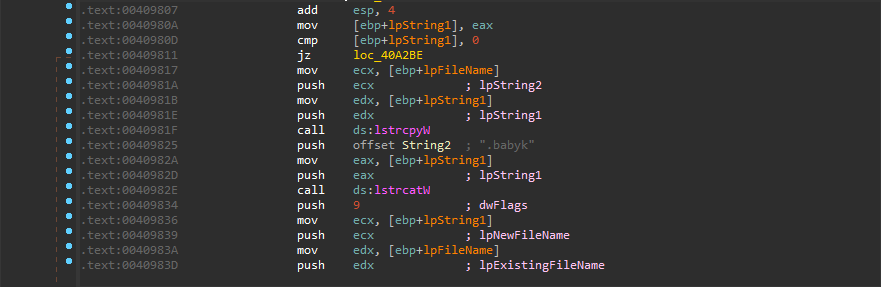 .text:00409807 add esp, 4
.text:0040980A mov [ebp+lpString1], eax
.text:0040980D cmp [ebp+lpString1], 0
.text:00409811 jz loc_40A2BE
.text:00409817 mov ecx, [ebp+lpFileName]
.text:0040981A push ecx ; lpString2
.text:0040981B mov edx, [ebp+lpString1]
.text:0040981E push edx ; lpString1
.text:0040981F call ds:lstrcpyW
.text:00409825 push offset String2 ; ".babyk"
.text:0040982A mov eax, [ebp+lpString1]
.text:0040982D push eax ; lpString1
.text:0040982E call ds:lstrcatW
.text:00409834 push 9 ; dwFlags
.text:00409836 mov ecx, [ebp+lpString1]
.text:00409839 push ecx ; lpNewFileName
.text:0040983A mov edx, [ebp+lpFileName]
.text:0040983D push edx ; lpExistingFileName